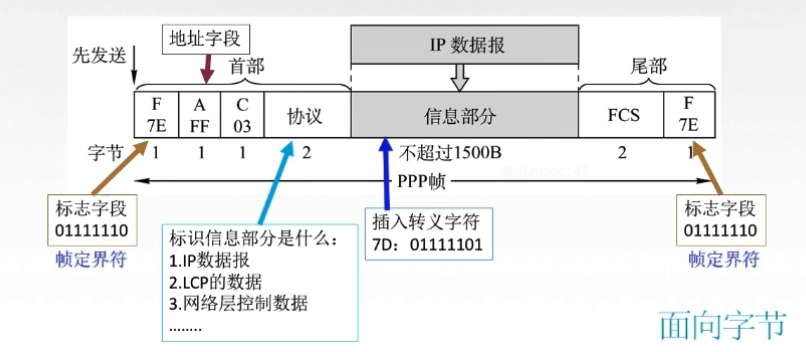 地址字段
IP 数据报
先发送
首部
尾部
F
7E
A
FF
C
03
协议
信息部分
FCS
F
7E
字节
1
1
1
2
不超过1500B
2
1
PPP帧
标志字段
01111110
帧定界符
标识信息部分是什么：
1.IP数据报
2.LCP的数据
3.网络层控制数据
........
插入转义字符
7D：01111101
标志字段
01111110
帧定界符
面向字节